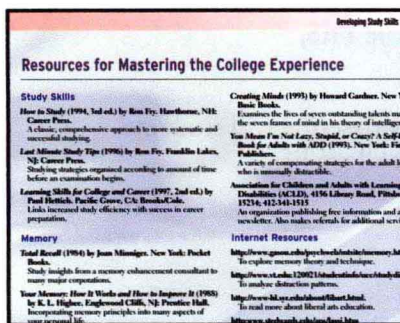 Developing Study Skills
Resources for Mastering the College Experience
Study Skills
How to Study (1994, 3rd ed.) by Ron Fry. Hawthorne, NH:
Career Press.
A classic, comprehensive approach to more systematic and
successful studying.
Last Minute Study Tips (1996) by Ron Fry. Franklin Lakes,
NJ: Career Press.
Studying strategies organized according to amount of time
before an examination begins.
Learning Skills for College and Career (1997, 2nd ed.) by
Paul Hettich. Pacific Grove, CA: Brooks/Cole.
Links increased study efficiency with success in career
preparation.
Memory
Total Recall (1984) by Joan Minniger. New York: Pocket
Books.
Study insights from a memory enhancement consultant to
many major corporations.
Your Memory: How It Works and How to Improve It (1988)
by K. L. Higbee. Englewood Cliffs, NJ: Prentice Hall.
Incorporating memory principles into many aspects of
your personal life.
Creating Minds (1993) by Howard Gardner. New
Basic Books.
Examines the lives of seven outstanding talents
the seven frames of mind in his theory of
You Mean I'm Not Lazy, Stupid, or Crazy? A Self-
Book for Adults with ADD (1993). New York:
Publishers.
A variety of compensating strategies for the adult
who is unusually distractible.
Association for Children and Adults with Learning
Disabilities (ACLD), 4156 Library Road,
15234; 412-341-1515
An organization publishing free information and
newsletter. Also makes referrals for additional
Internet Resources
To explore memory theory and technique.
To analyze distraction patterns.
To read more about liberal arts education.